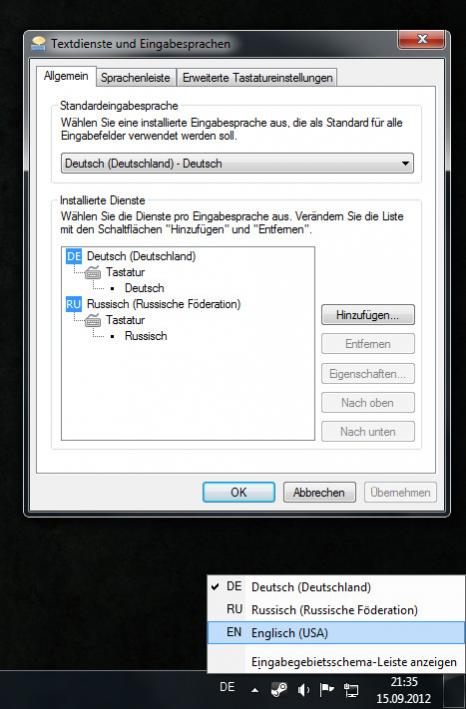 Textdienste und Eingabesprachen
Allgemein Sprachenleiste Erweiterte Tastatureinstellungen
Standardeingabesprache
Wählen Sie eine installierte Eingabesprache aus, die als Standard für alle
Eingabefelder verwendet werden soll.
Deutsch (Deutschland) - Deutsch
Installierte Dienste
Wählen Sie die Dienste pro Eingabesprache aus. Verändern Sie die Liste
mit den Schaltflächen "Hinzufügen" und "Entfernen".
DE Deutsch (Deutschland)
Tastatur
Deutsch
RU Russisch (Russische Föderation)
Tastatur
Russisch
Hinzufügen...
Entfernen
Eigenschaften...
Nach oben
Nach unten
OK Abbrechen Übernehmen
DE Deutsch (Deutschland)
RU Russisch (Russische Föderation)
EN Englisch (USA)
Eingabegebietsschema-Leiste anzeigen
DE 21:35
15.09.2012